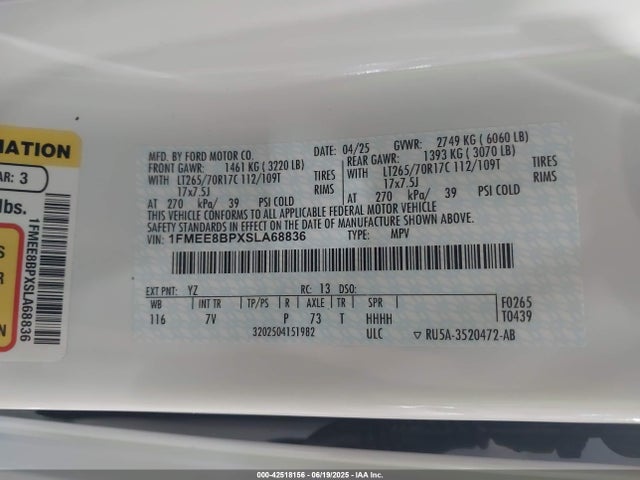 MATION
AR: 3
lbs.
S
R
N
1FMEE8BPXSLA68836
MFD. BY FORD MOTOR CO.
DATE: 04/25 GVWR: 2749 KG ( 6060 LB)
FRONT GAWR: 1461 KG ( 3220 LB) REAR GAWR: 1393 KG ( 3070 LB)
WITH LT265/70R17C 112/109T TIRES WITH LT265/70R17C 112/109T TIRES
17x7.5J RIMS 17x7.5J RIMS
AT 270 kPa/ 39 PSI COLD AT 270 kPa/ 39 PSI COLD
THIS VEHICLE CONFORMS TO ALL APPLICABLE FEDERAL MOTOR VEHICLE
SAFETY STANDARDS IN EFFECT ON THE DATE OF MANUFACTURE SHOWN ABOVE.
VIN: 1FMEE8BPXSLA68836 TYPE: MPV
EXT PNT: YZ RC: 13 DSO:
WB INT TR TP/PS R AXLE TR SPR F0265
116 7V P 73 T HHHH T0439
3202504151982 ULC ▽ RU5A-3520472-AB
000-42518156 - 06/19/2025 - IAA Inc.